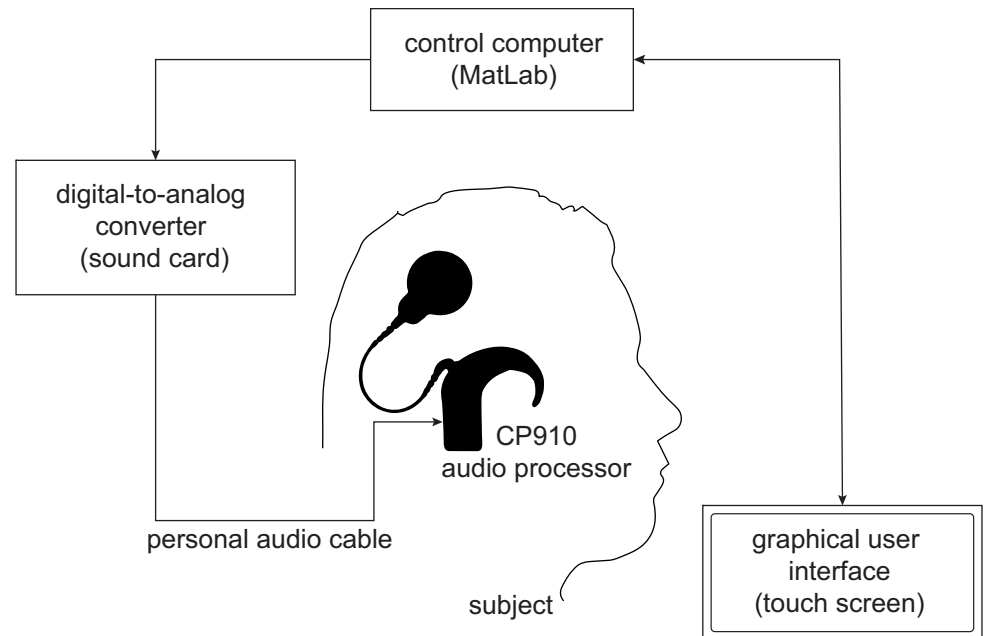 control computer
(MatLab)
digital-to-analog
converter
(sound card)
CP910
audio processor
personal audio cable
graphical user
interface
(touch screen)
subject